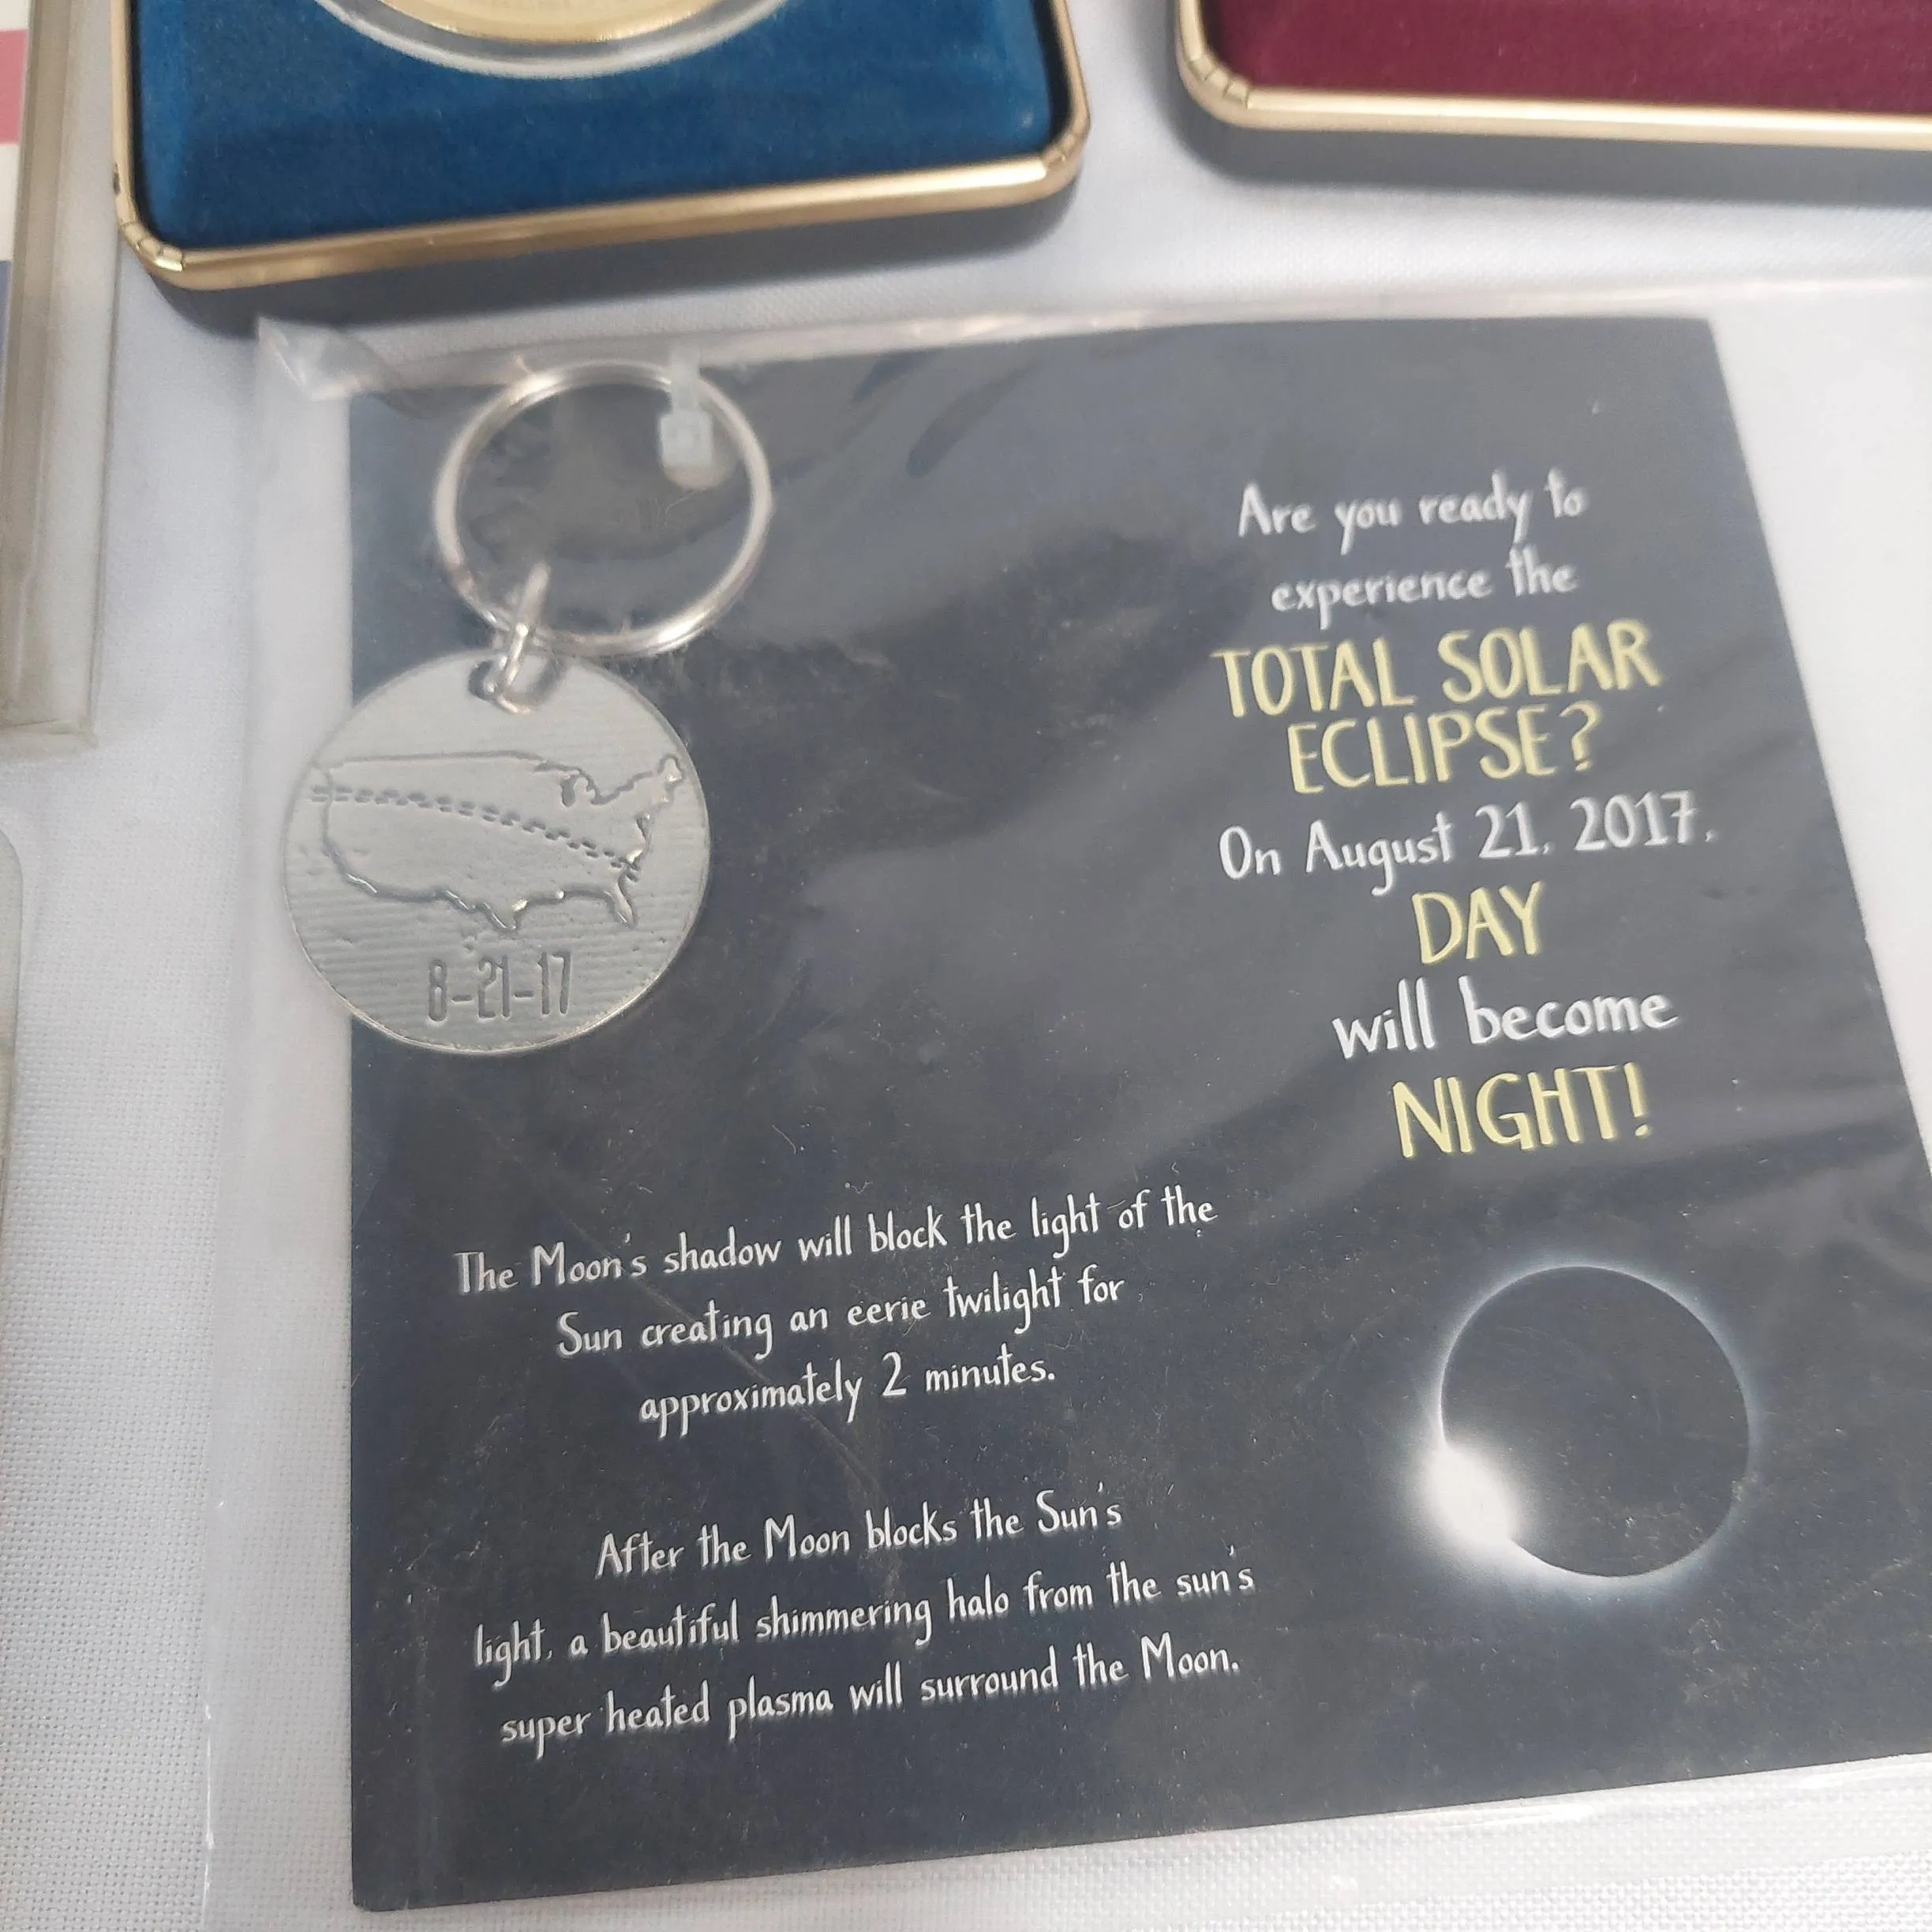 8-21-17
Are you ready to
experience the
TOTAL SOLAR
ECLIPSE?
On August 21, 2017,
DAY
will become
NIGHT!
The Moon's shadow will block the light of the
Sun creating an eerie twilight for
approximately 2 minutes.
After the Moon blocks the Sun's
light, a beautiful shimmering halo from the sun's
super heated plasma will surround the Moon.